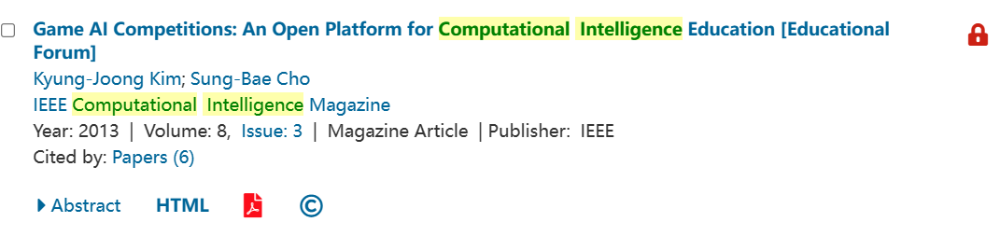 Game AI Competitions: An Open Platform for Computational Intelligence Education [Educational
Forum]
Kyung-Joong Kim; Sung-Bae Cho
IEEE Computational Intelligence Magazine
Year: 2013 | Volume: 8, Issue: 3 | Magazine Article | Publisher: IEEE
Cited by: Papers (6)
Abstract HTML ©